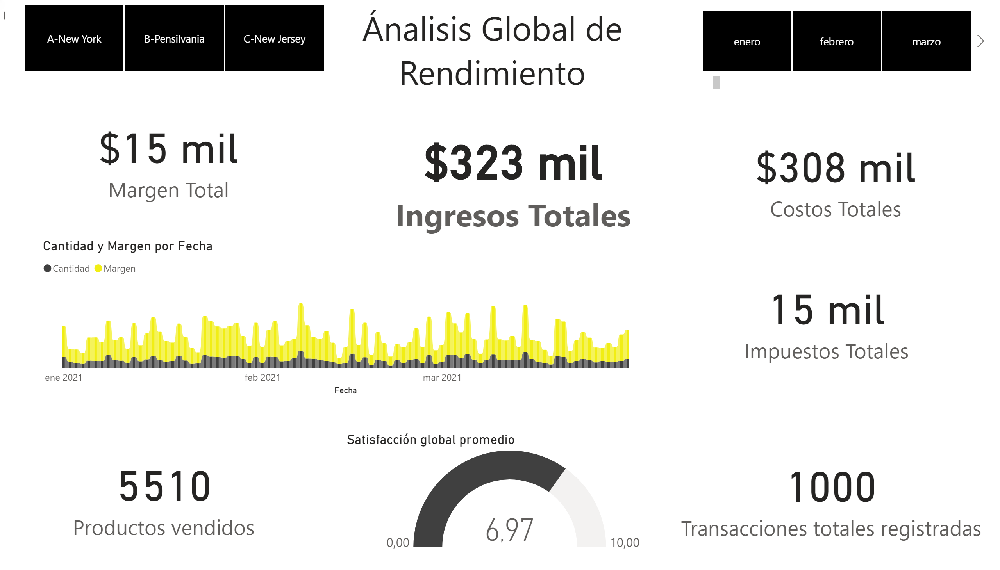 A-New York
B-Pensilvania
C-New Jersey
Ánalisis Global de
Rendimiento
enero
febrero
marzo
$15 mil
Margen Total
$323 mil
Ingresos Totales
$308 mil
Costos Totales
Cantidad y Margen por Fecha
Cantidad
Margen
ene 2021
feb 2021
mar 2021
Fecha
15 mil
Impuestos Totales
5510
Productos vendidos
Satisfacción global promedio
6,97
0,00
10,00
1000
Transacciones totales registradas